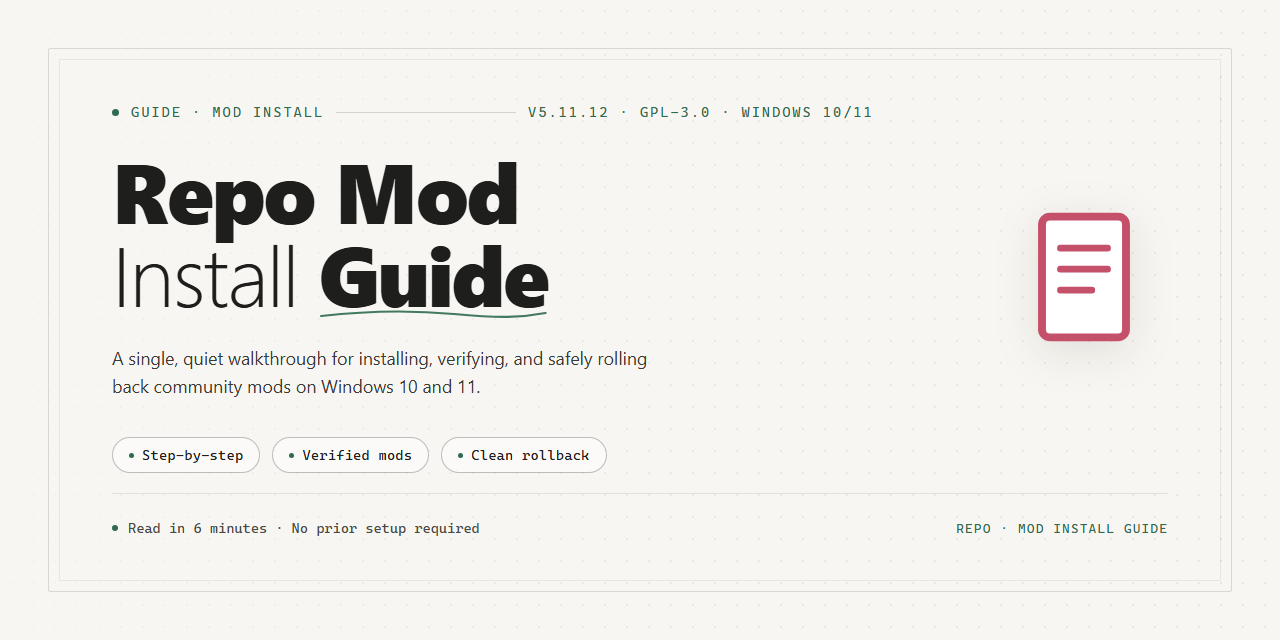 GUIDE · MOD INSTALL
V5.11.12 · GPL-3.0 · WINDOWS 10/11
Repo Mod
Install Guide
A single, quiet walkthrough for installing, verifying, and safely rolling
back community mods on Windows 10 and 11.
Step-by-step
Verified mods
Clean rollback
Read in 6 minutes · No prior setup required
REPO · MOD INSTALL GUIDE